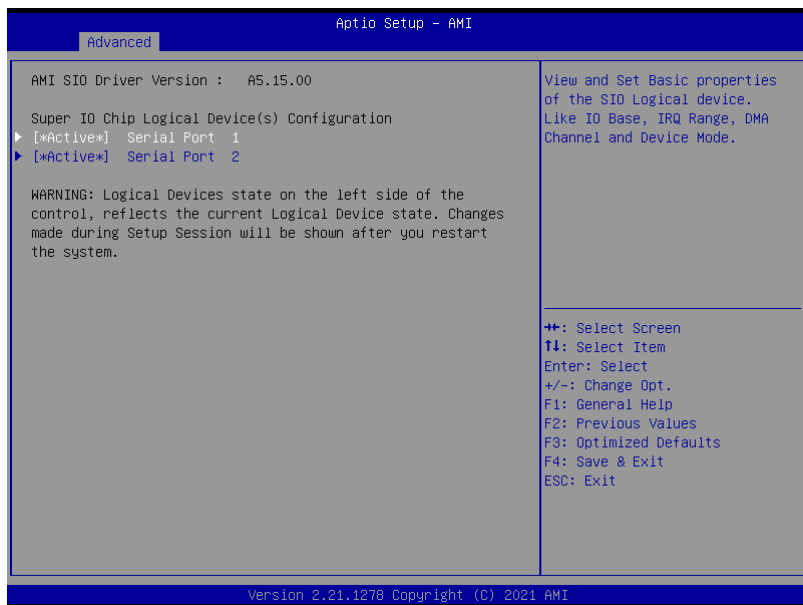 Aptio Setup – AMI
Advanced
AMI SIO Driver Version : A5.15.00
Super IO Chip Logical Device(s) Configuration
[*Active*] Serial Port 1
[*Active*] Serial Port 2
WARNING: Logical Devices state on the left side of the
control, reflects the current Logical Device state. Changes
made during Setup Session will be shown after you restart
the system.
View and Set Basic properties
of the SIO Logical device.
Like IO Base, IRQ Range, DMA
Channel and Device Mode.
→←: Select Screen
↑↓: Select Item
Enter: Select
+/-: Change Opt.
F1: General Help
F2: Previous Values
F3: Optimized Defaults
F4: Save & Exit
ESC: Exit
Version 2.21.1278 Copyright (C) 2021 AMI